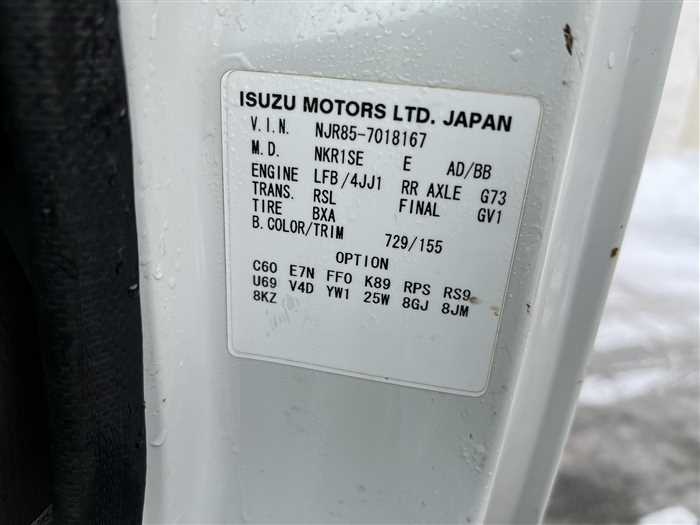 ISUZU MOTORS LTD. JAPAN
V.I.N. NJR85-7018167
M.D. NKR1SE E AD/BB
ENGINE LFB/4JJ1 RR AXLE G73
TRANS. RSL FINAL GV1
TIRE BXA
B.COLOR/TRIM 729/155
OPTION
C60 E7N FF0 K89 RPS RS9
U69 V4D YW1 25W 8GJ 8JM
8KZ